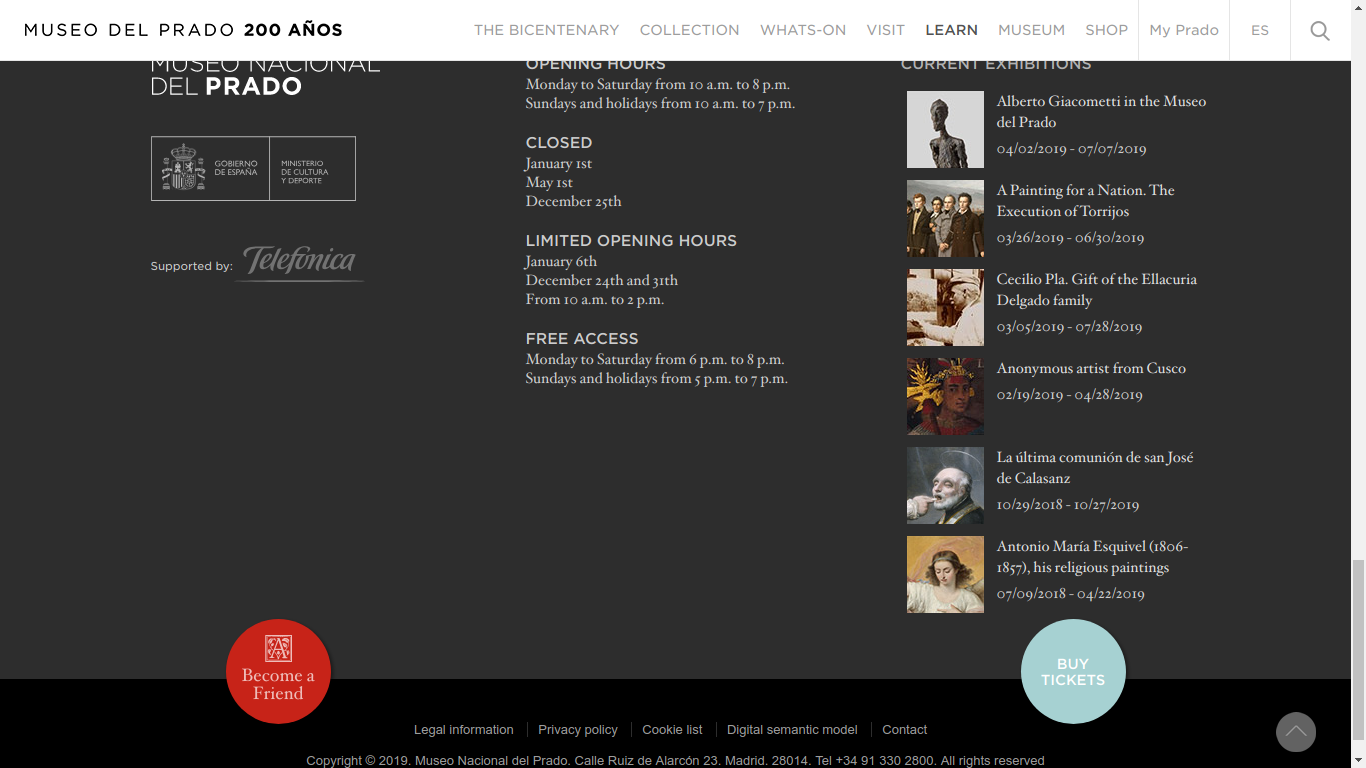 MUSEO DEL PRADO 200 AÑOS
THE BICENTENARY
COLLECTION
WHATS-ON
VISIT
LEARN
MUSEUM
SHOP
My Prado
ES
MUSEO NACIONAL
DEL PRADO
GOBIERNO
DE ESPAÑA
MINISTERIO
DE CULTURA
Y DEPORTE
Supported by:
Telefonica
OPENING HOURS
Monday to Saturday from 10 a.m. to 8 p.m.
Sundays and holidays from 10 a.m. to 7 p.m.
CLOSED
January 1st
May 1st
December 25th
LIMITED OPENING HOURS
January 6th
December 24th and 31th
From 10 a.m. to 2 p.m.
FREE ACCESS
Monday to Saturday from 6 p.m. to 8 p.m.
Sundays and holidays from 5 p.m. to 7 p.m.
CURRENT EXHIBITIONS
Alberto Giacometti in the Museo
del Prado
04/02/2019 - 07/07/2019
A Painting for a Nation. The
Execution of Torrijos
03/26/2019 - 06/30/2019
Cecilio Pla. Gift of the Ellacuria
Delgado family
03/05/2019 - 07/28/2019
Anonymous artist from Cusco
02/19/2019 - 04/28/2019
La última comunión de san José
de Calasanz
10/29/2018 - 10/27/2019
Antonio María Esquivel (1806-
1857), his religious paintings
07/09/2018 - 04/22/2019
Become a
Friend
BUY
TICKETS
Legal information
Privacy policy
Cookie list
Digital semantic model
Contact
Copyright © 2019. Museo Nacional del Prado. Calle Ruiz de Alarcón 23. Madrid. 28014. Tel +34 91 330 2800. All rights reserved